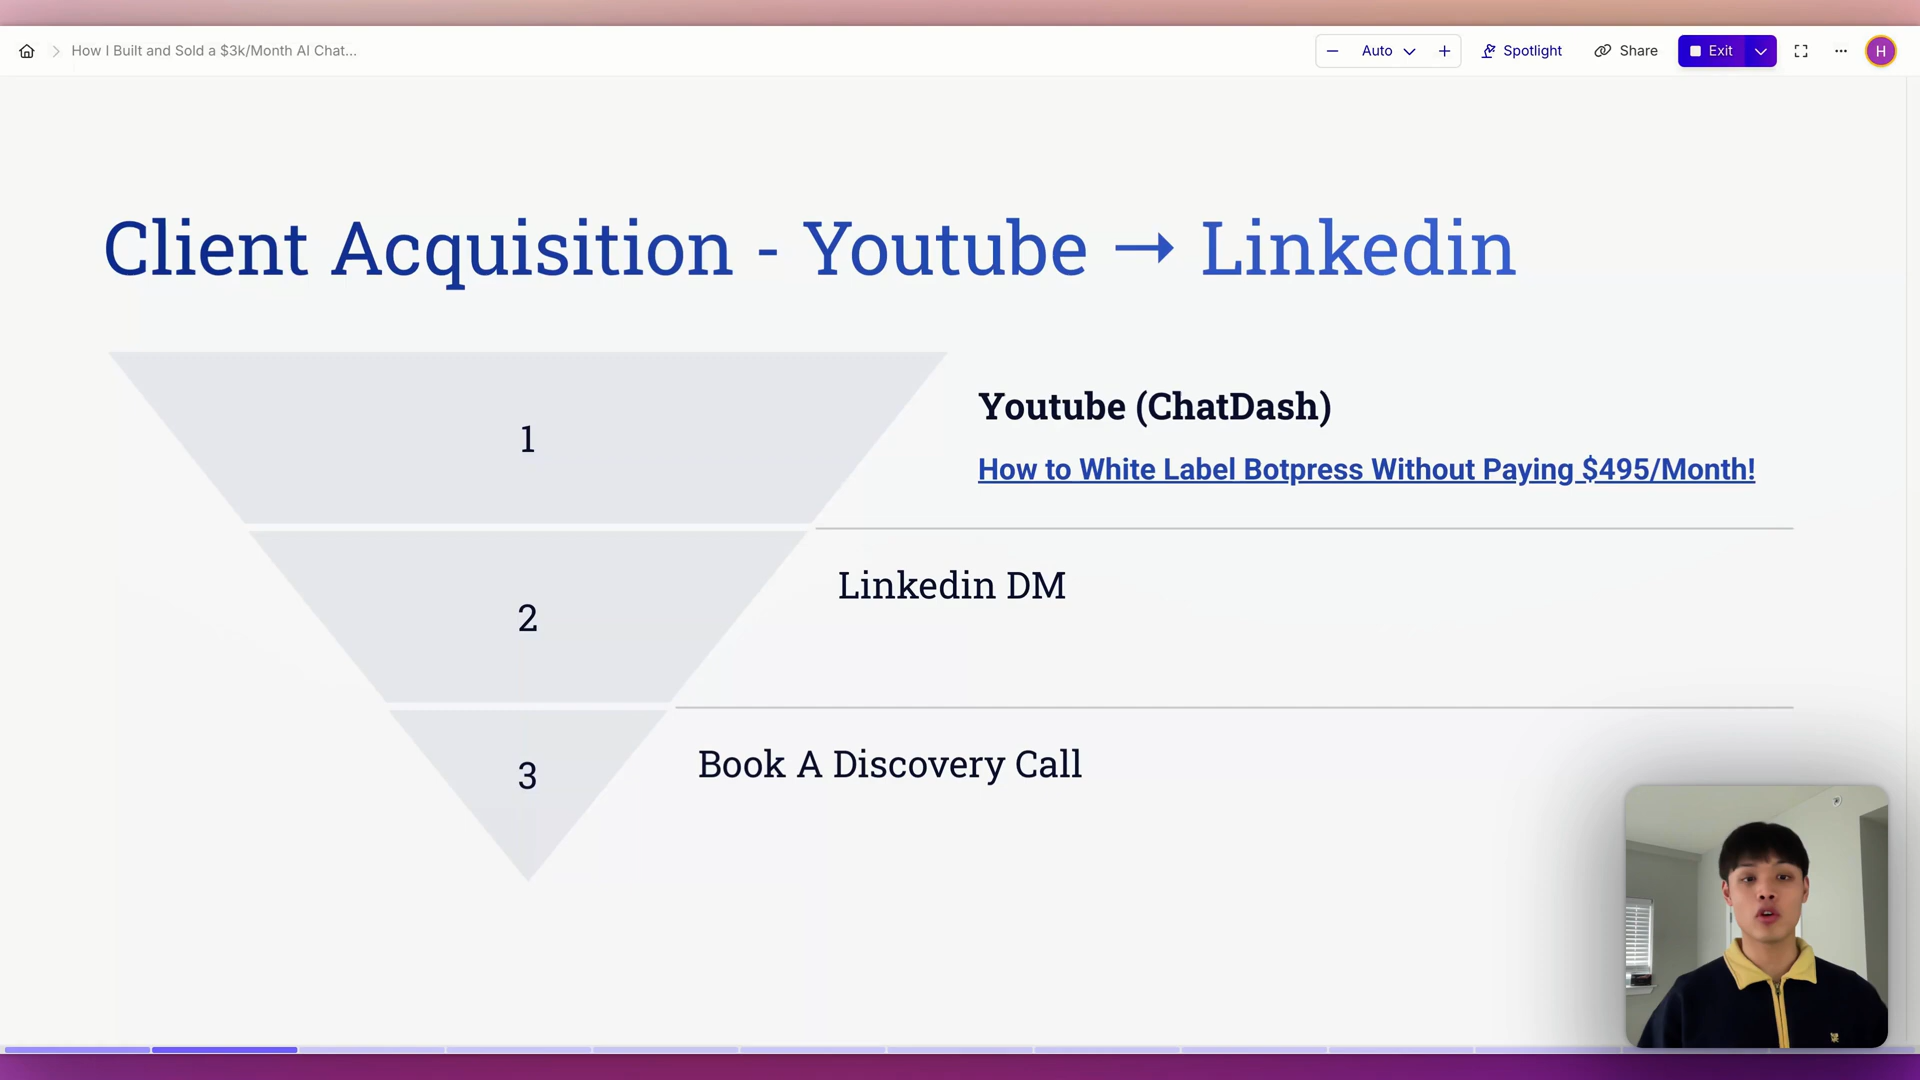 How I Built and Sold a $3k/Month AI Chat...
Auto
Spotlight
Share
Exit
H
Client Acquisition - Youtube → Linkedin
1
Youtube (ChatDash)
How to White Label Botpress Without Paying $495/Month!
2
Linkedin DM
3
Book A Discovery Call